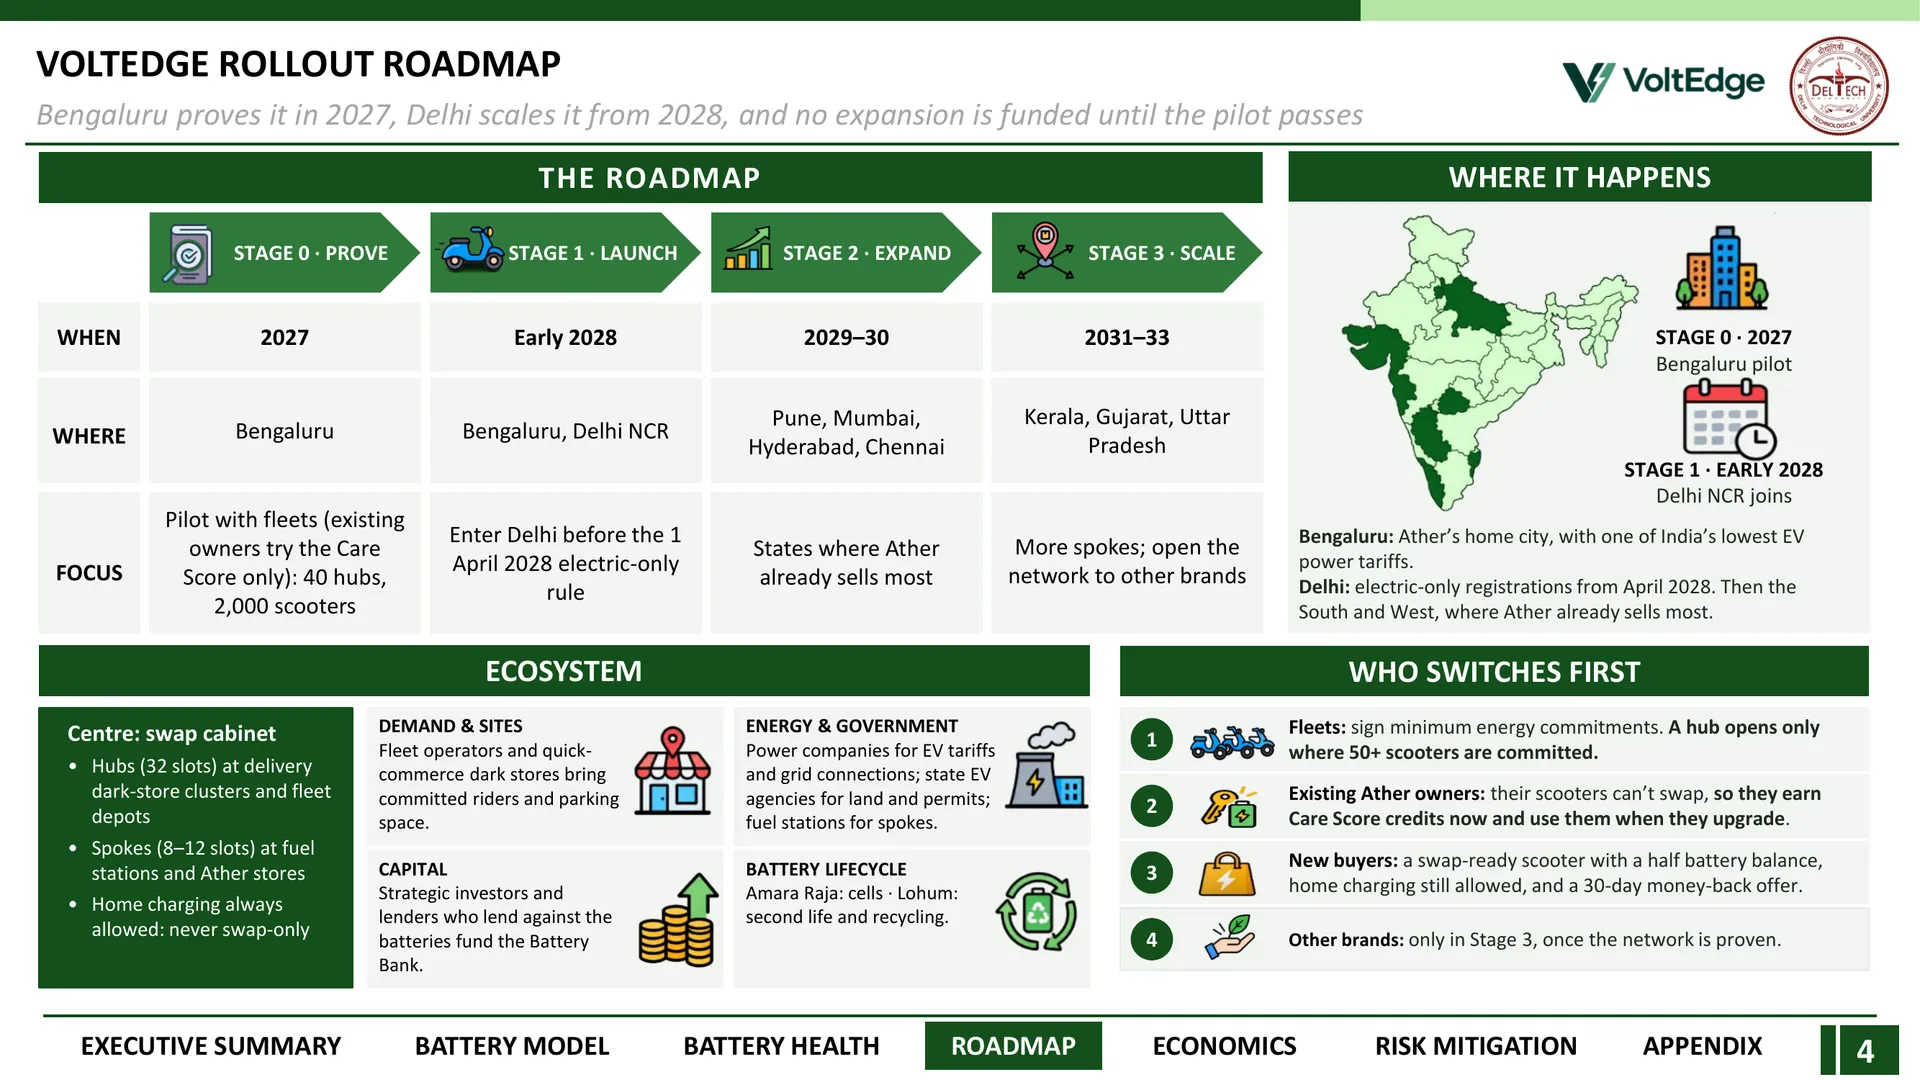 VOLTEDGE ROLLOUT ROADMAP
Bengaluru proves it in 2027, Delhi scales it from 2028, and no expansion is funded until the pilot passes
VoltEdge
DELTECH
THE ROADMAP
STAGE 0 · PROVE
STAGE 1 · LAUNCH
STAGE 2 · EXPAND
STAGE 3 · SCALE
WHEN
2027
Early 2028
2029–30
2031–33
WHERE
Bengaluru
Bengaluru, Delhi NCR
Pune, Mumbai,
Hyderabad, Chennai
Kerala, Gujarat, Uttar
Pradesh
FOCUS
Pilot with fleets (existing
owners try the Care
Score only): 40 hubs,
2,000 scooters
Enter Delhi before the 1
April 2028 electric-only
rule
States where Ather
already sells most
More spokes; open the
network to other brands
WHERE IT HAPPENS
STAGE 0 · 2027
Bengaluru pilot
STAGE 1 · EARLY 2028
Delhi NCR joins
Bengaluru: Ather’s home city, with one of India’s lowest EV
power tariffs.
Delhi: electric-only registrations from April 2028. Then the
South and West, where Ather already sells most.
ECOSYSTEM
Centre: swap cabinet
• Hubs (32 slots) at delivery
dark-store clusters and fleet
depots
• Spokes (8–12 slots) at fuel
stations and Ather stores
• Home charging always
allowed: never swap-only
DEMAND & SITES
Fleet operators and quick-
commerce dark stores bring
committed riders and parking
space.
ENERGY & GOVERNMENT
Power companies for EV tariffs
and grid connections; state EV
agencies for land and permits;
fuel stations for spokes.
CAPITAL
Strategic investors and
lenders who lend against the
batteries fund the Battery
Bank.
BATTERY LIFECYCLE
Amara Raja: cells · Lohum:
second life and recycling.
WHO SWITCHES FIRST
1
Fleets: sign minimum energy commitments. A hub opens only
where 50+ scooters are committed.
2
Existing Ather owners: their scooters can’t swap, so they earn
Care Score credits now and use them when they upgrade.
3
New buyers: a swap-ready scooter with a half battery balance,
home charging still allowed, and a 30-day money-back offer.
4
Other brands: only in Stage 3, once the network is proven.
EXECUTIVE SUMMARY
BATTERY MODEL
BATTERY HEALTH
ROADMAP
ECONOMICS
RISK MITIGATION
APPENDIX
4